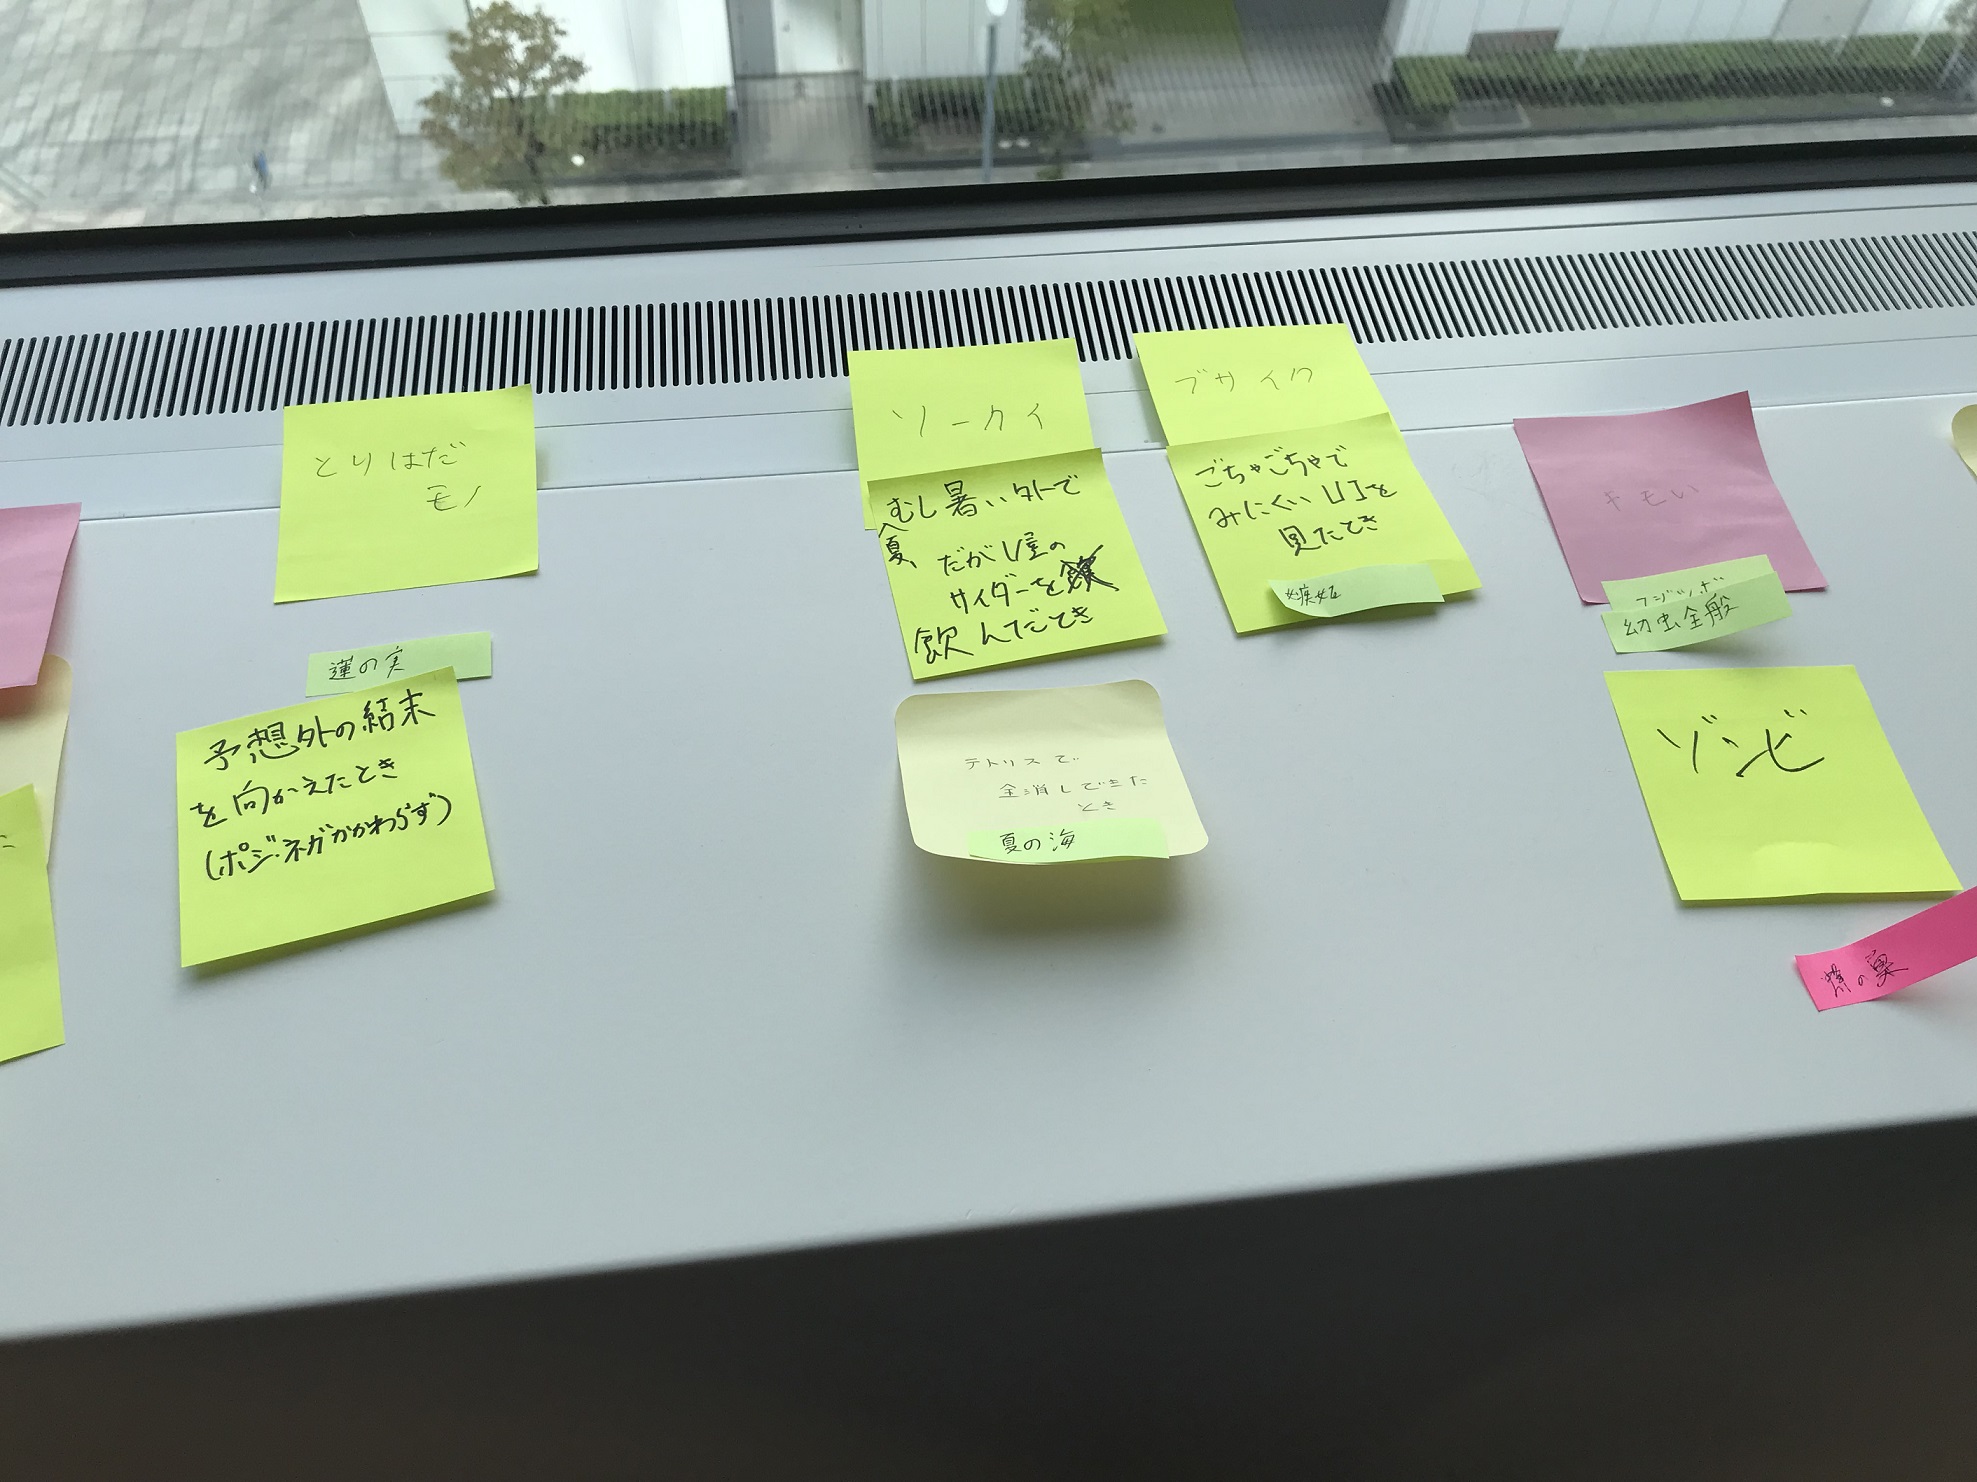 とりはだ
モノ
蓮の実
予想外の結末
を向かえたとき
(ポジ・ネガかかわらず)
ソーカイ
むし暑い外で
夏、
だがし屋の
サイダーを
飲んだとき
テトリスで
全消しできた
とき
夏の海
ブサイク
ごちゃごちゃで
みにくいUIを
見たとき
嫉妬
キモい
フジツボ
幼虫全般
ゾンビ
の実